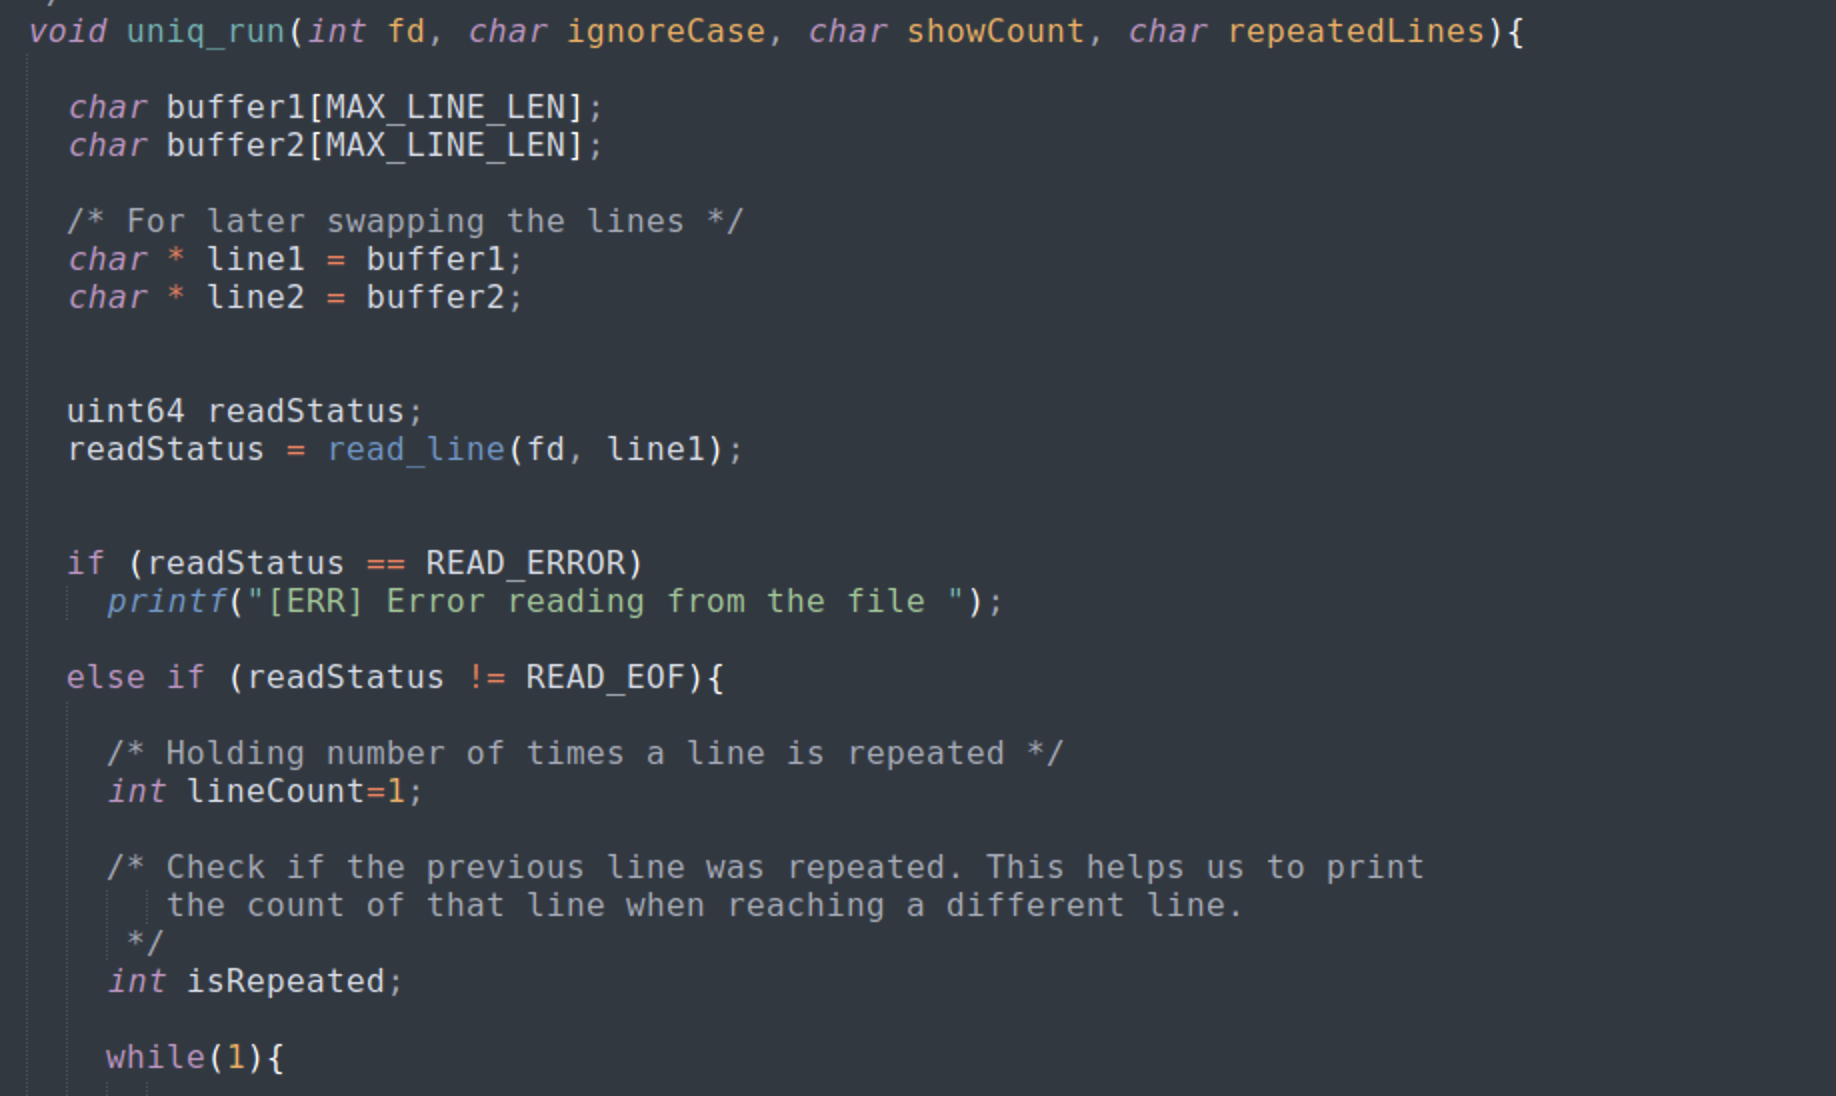 /
void uniq_run(int fd, char ignoreCase, char showCount, char repeatedLines){
char buffer1[MAX_LINE_LEN];
char buffer2[MAX_LINE_LEN];
/* For later swapping the lines */
char * line1 = buffer1;
char * line2 = buffer2;
uint64 readStatus;
readStatus = read_line(fd, line1);
if (readStatus == READ_ERROR)
printf("[ERR] Error reading from the file ");
else if (readStatus != READ_EOF){
/* Holding number of times a line is repeated */
int lineCount=1;
/* Check if the previous line was repeated. This helps us to print
the count of that line when reaching a different line.
*/
int isRepeated;
while(1){